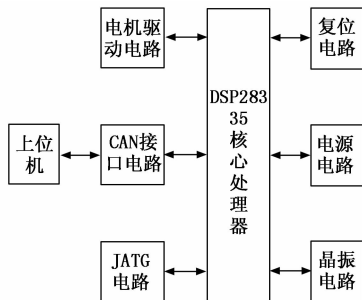 电机驱
动电路
复位
电路
DSP283
35
核
心
处
理
器
上位
机
CAN接
口电路
电源
电路
JATG
电路
晶振
电路